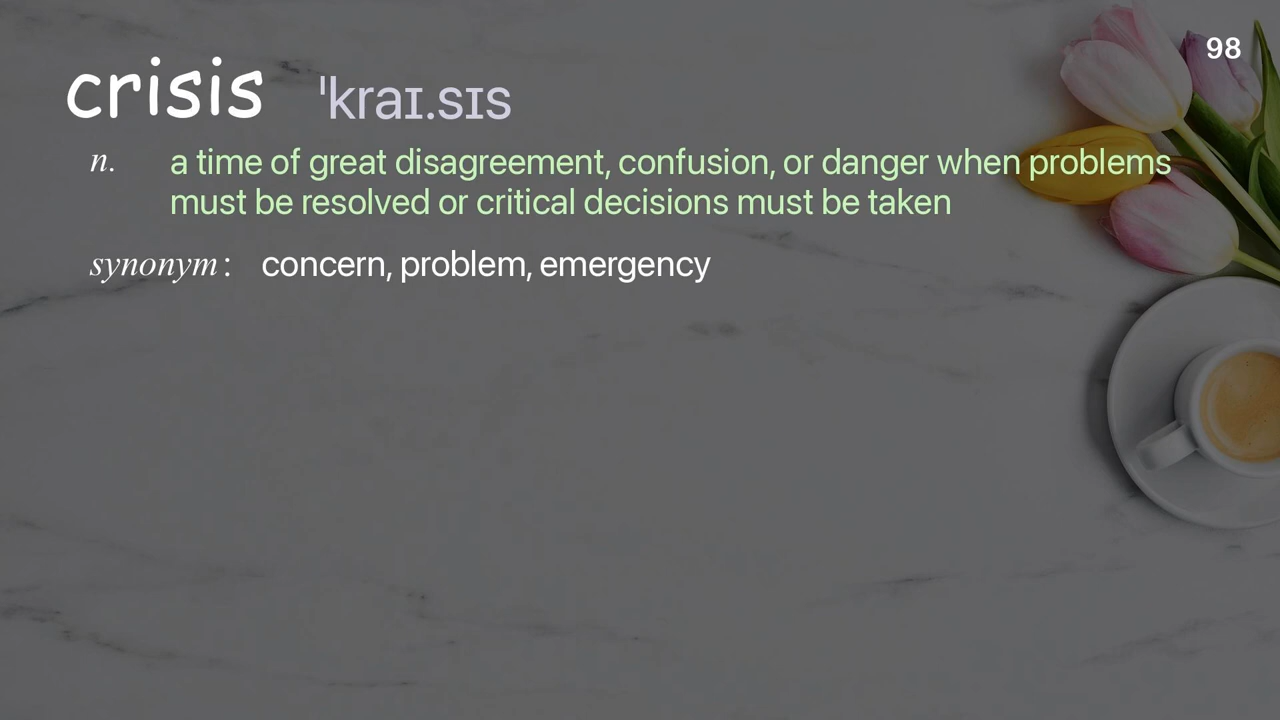 98
crisis ˈkraɪ.sɪs
n. a time of great disagreement, confusion, or danger when problems
must be resolved or critical decisions must be taken
synonym : concern, problem, emergency